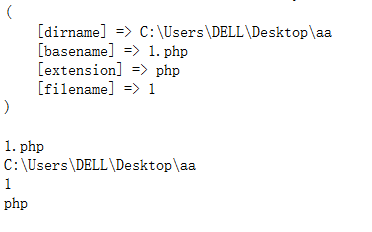 (
[dirname] => C:\Users\DELL\Desktop\aa
[basename] => 1.php
[extension] => php
[filename] => 1
)
1.php
C:\Users\DELL\Desktop\aa
1
php